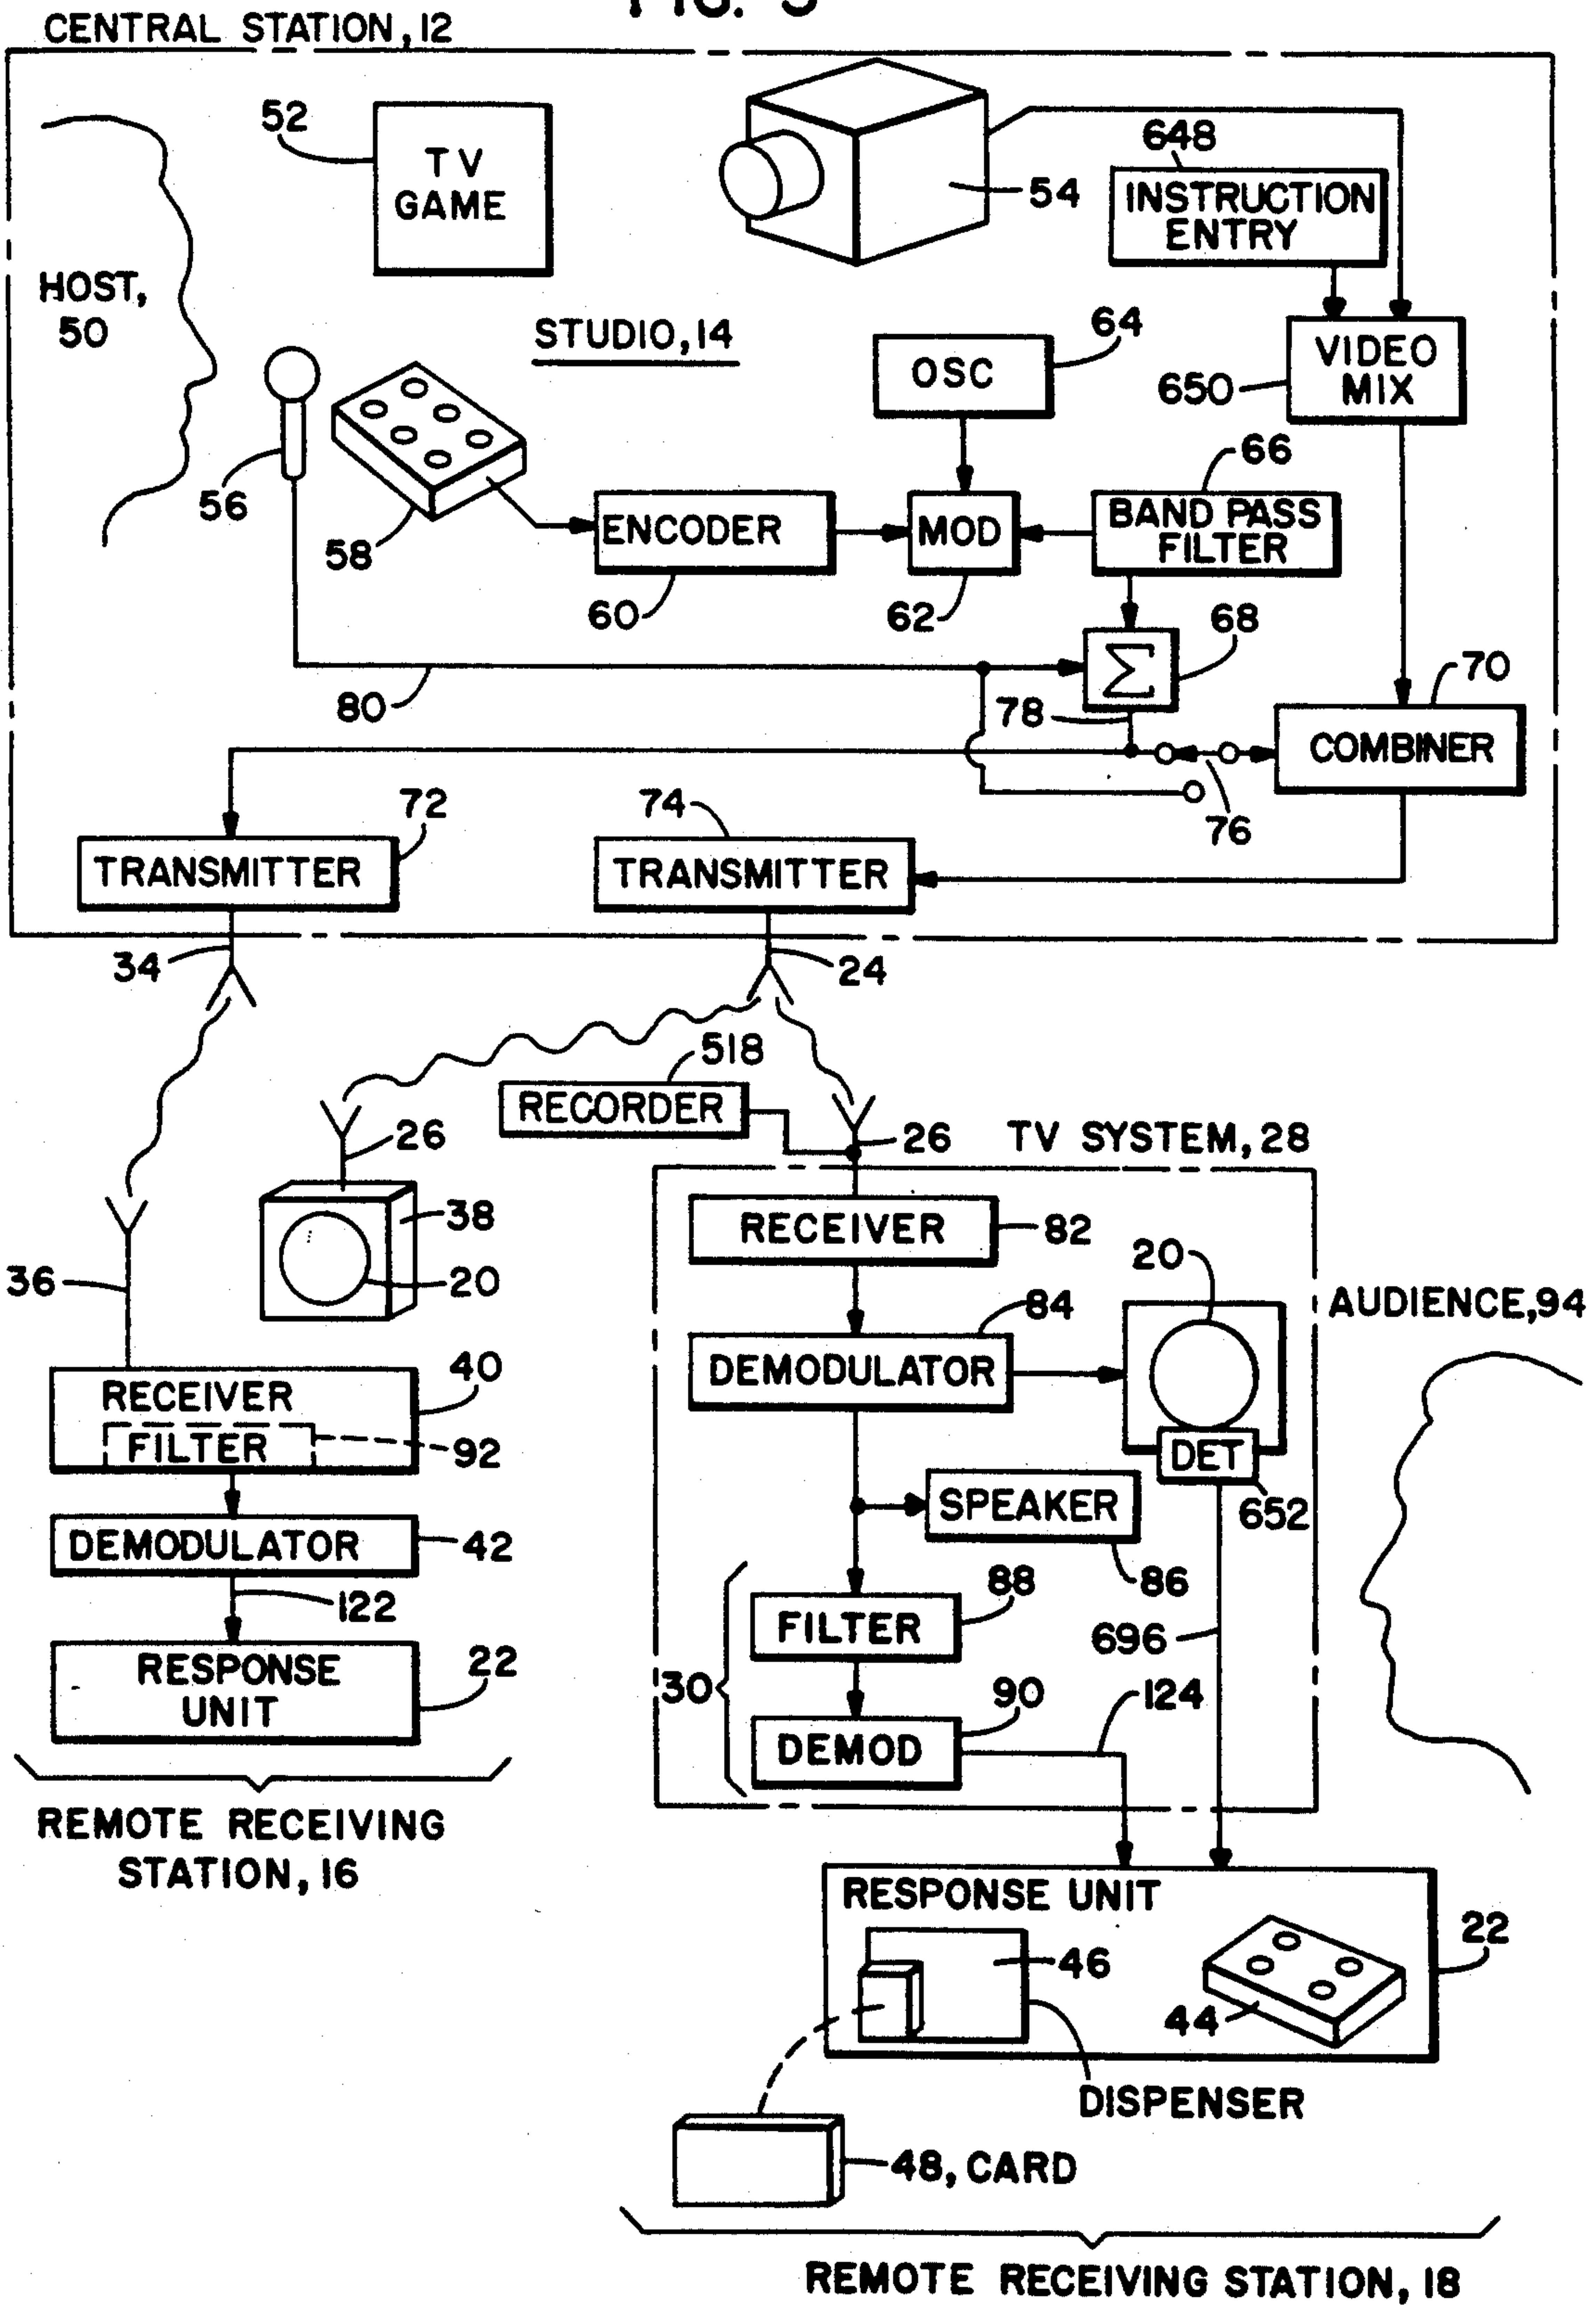 CENTRAL STATION, 12
52
TV
GAME
54
648
INSTRUCTION
ENTRY
HOST,
50
STUDIO, 14
64
OSC
VIDEO
MIX
650
56
58
66
ENCODER
MOD
BAND PASS
FILTER
60
62
68
Σ
80
78
70
COMBINER
76
72
TRANSMITTER
74
TRANSMITTER
34
24
518
RECORDER
26
26
TV SYSTEM, 28
38
20
36
RECEIVER
82
20
AUDIENCE, 94
84
DEMODULATOR
40
RECEIVER
FILTER
92
DET
652
SPEAKER
86
DEMODULATOR
42
122
88
FILTER
696
RESPONSE
UNIT
22
30
90
DEMOD
124
REMOTE RECEIVING
STATION, 16
RESPONSE UNIT
46
44
22
DISPENSER
48, CARD
REMOTE RECEIVING STATION, 18